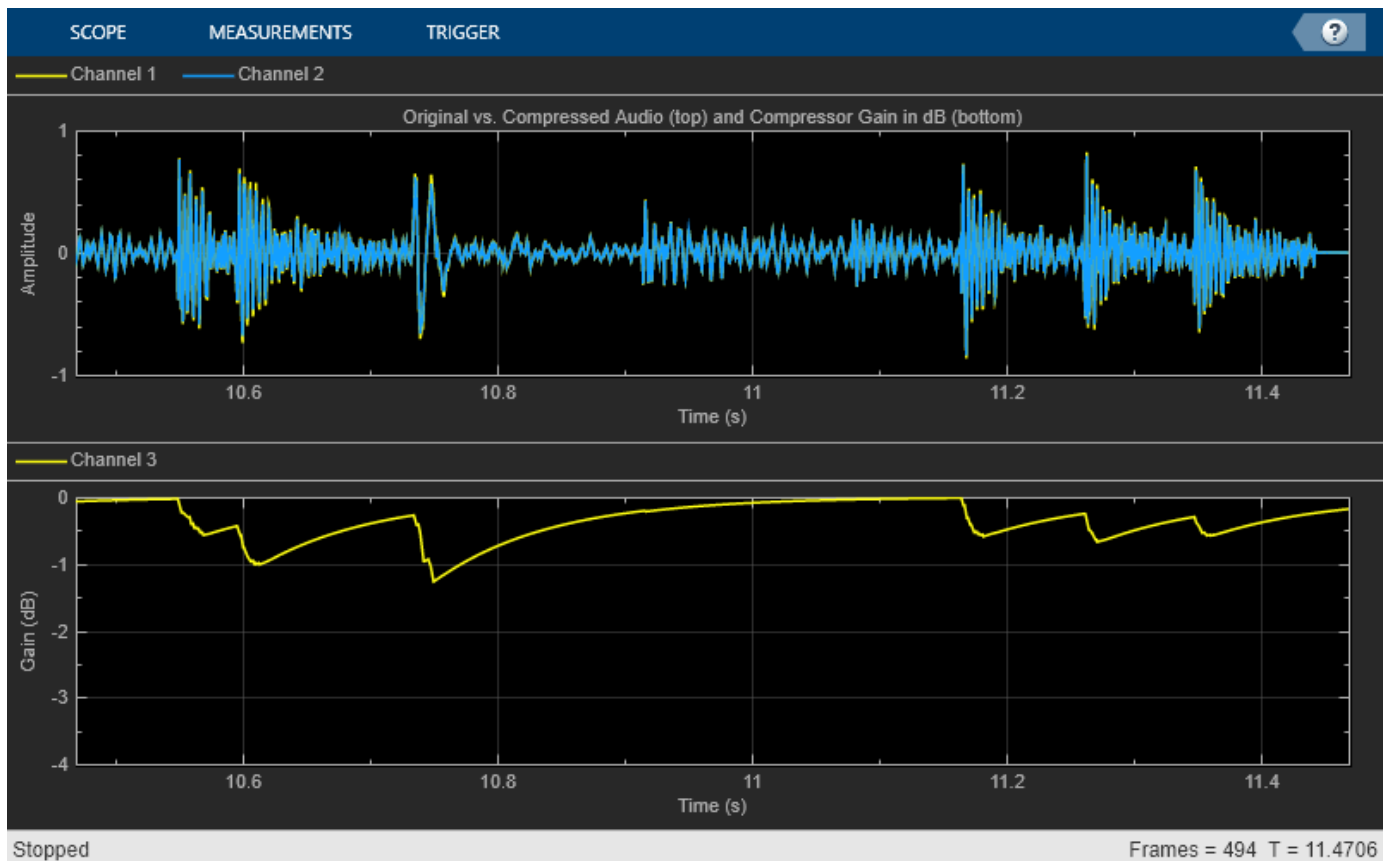 SCOPE MEASUREMENTS TRIGGER ?
Channel 1 Channel 2
Original vs. Compressed Audio (top) and Compressor Gain in dB (bottom)
1
0
-1
Amplitude
10.6 10.8 11 11.2 11.4
Time (s)
Channel 3
0
-1
-2
-3
-4
Gain (dB)
10.6 10.8 11 11.2 11.4
Time (s)
Stopped Frames = 494 T = 11.4706